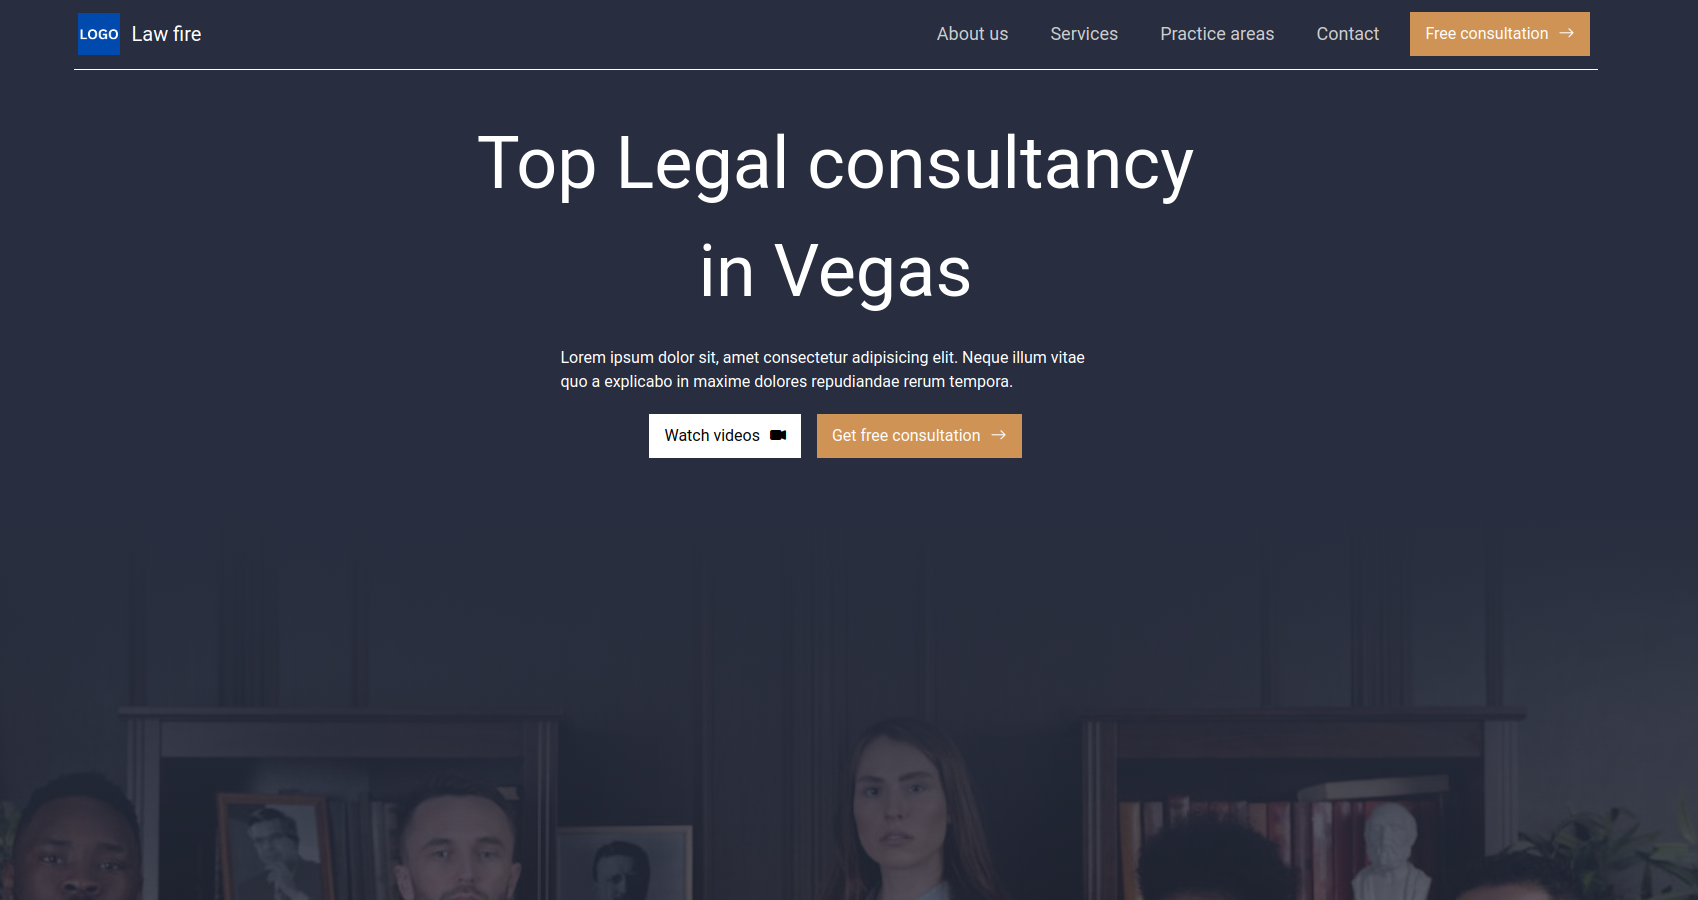 LOGO Law fire About us Services Practice areas Contact Free consultation
Top Legal consultancy
in Vegas
Lorem ipsum dolor sit, amet consectetur adipisicing elit. Neque illum vitae
quo a explicabo in maxime dolores repudiandae rerum tempora.
Watch videos Get free consultation